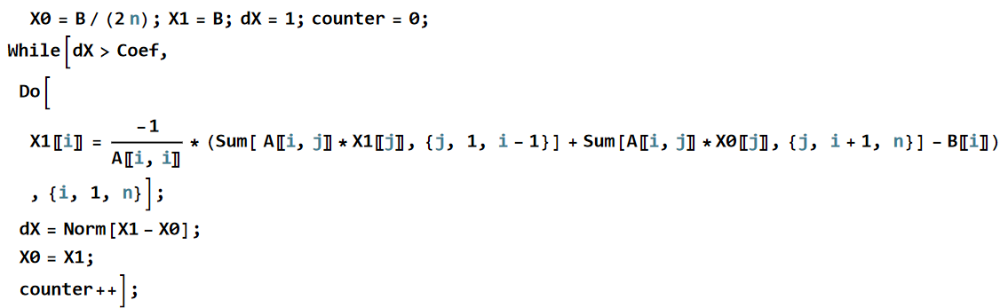 X0 = B / (2 n); X1 = B; dX = 1; counter = 0;
While[dX > Coef,
Do[
X1〚i〛 = -1/A〚i, i〛 * (Sum[ A〚i, j〛 * X1〚j〛, {j, 1, i - 1}] + Sum[A〚i, j〛 * X0〚j〛, {j, i + 1, n}] - B〚i〛)
, {i, 1, n}];
dX = Norm[X1 - X0];
X0 = X1;
counter++];